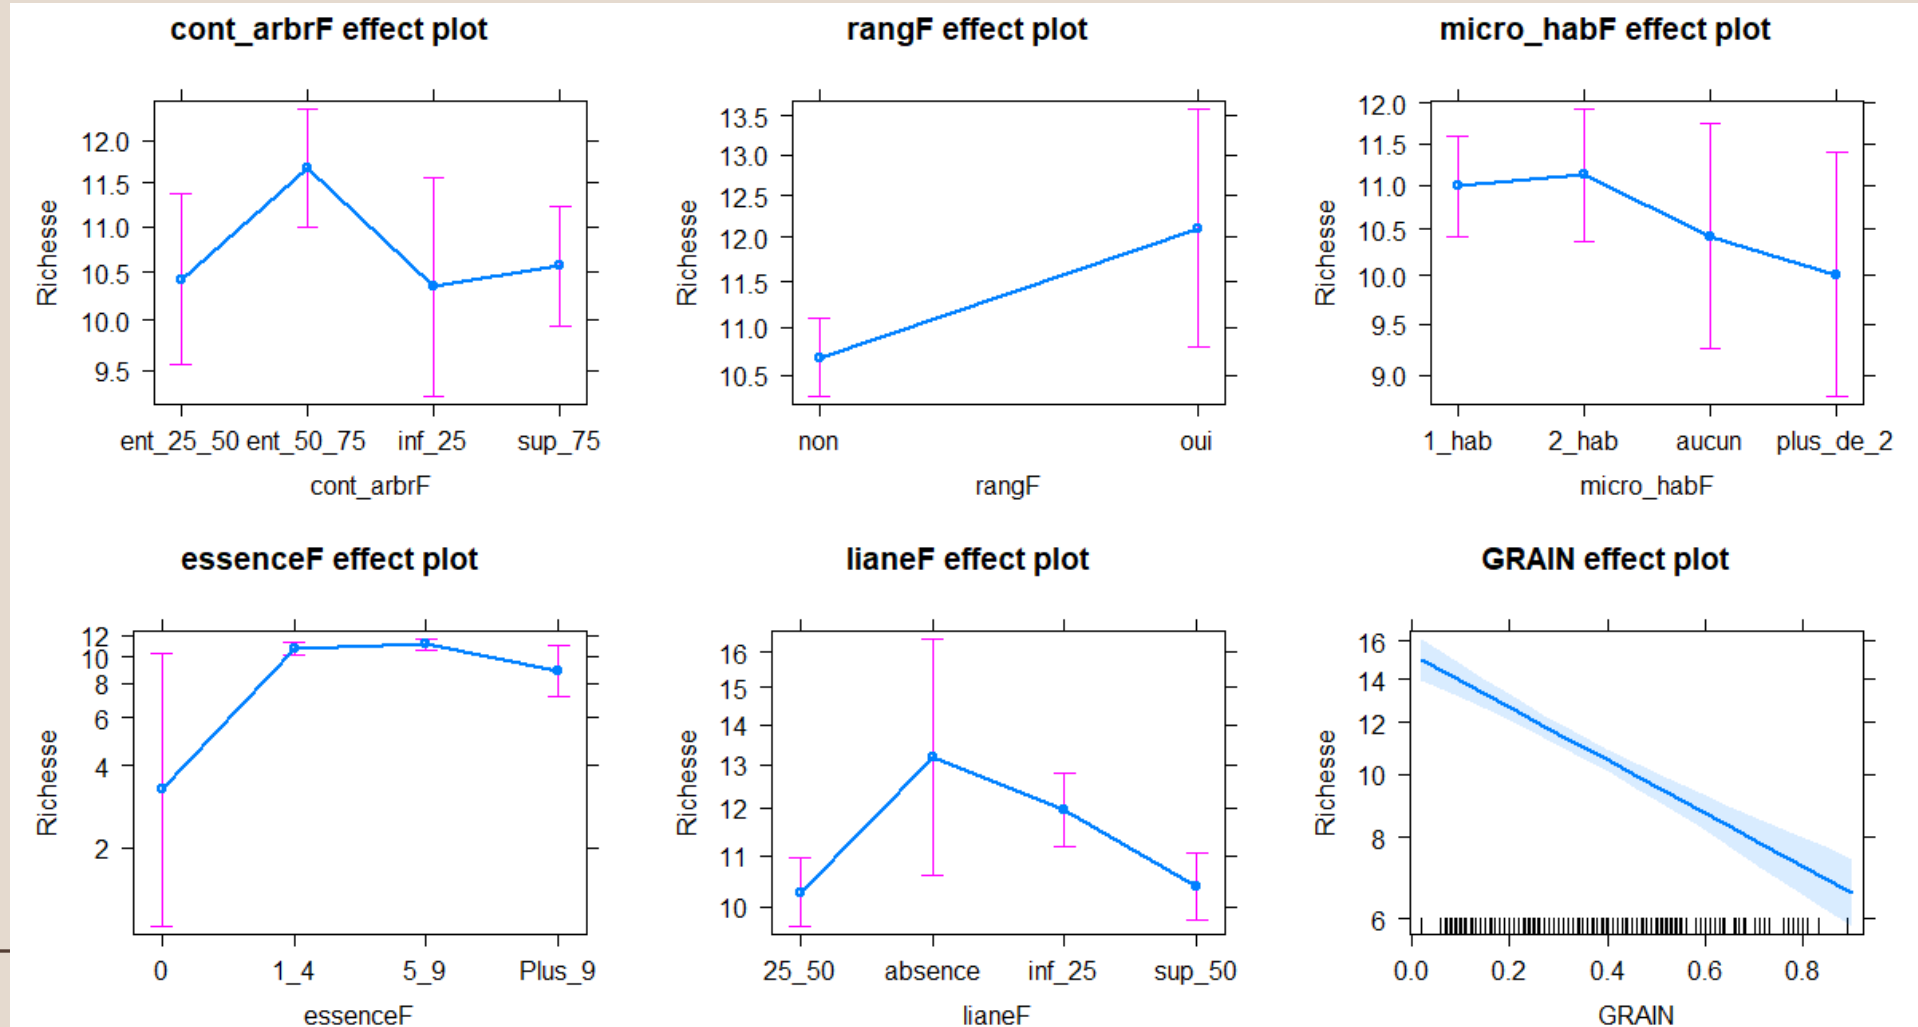 cont_arbrF effect plot
Richesse
12.0
11.5
11.0
10.5
10.0
9.5
ent_25_50 ent_50_75 inf_25 sup_75
cont_arbrF
rangF effect plot
Richesse
13.5
13.0
12.5
12.0
11.5
11.0
10.5
non oui
rangF
micro_habF effect plot
Richesse
12.0
11.5
11.0
10.5
10.0
9.5
9.0
1_hab 2_hab aucun plus_de_2
micro_habF
essenceF effect plot
Richesse
12
10
8
6
4
2
0 1_4 5_9 Plus_9
essenceF
lianeF effect plot
Richesse
16
15
14
13
12
11
10
25_50 absence inf_25 sup_50
lianeF
GRAIN effect plot
Richesse
16
14
12
10
8
6
0.0 0.2 0.4 0.6 0.8
GRAIN